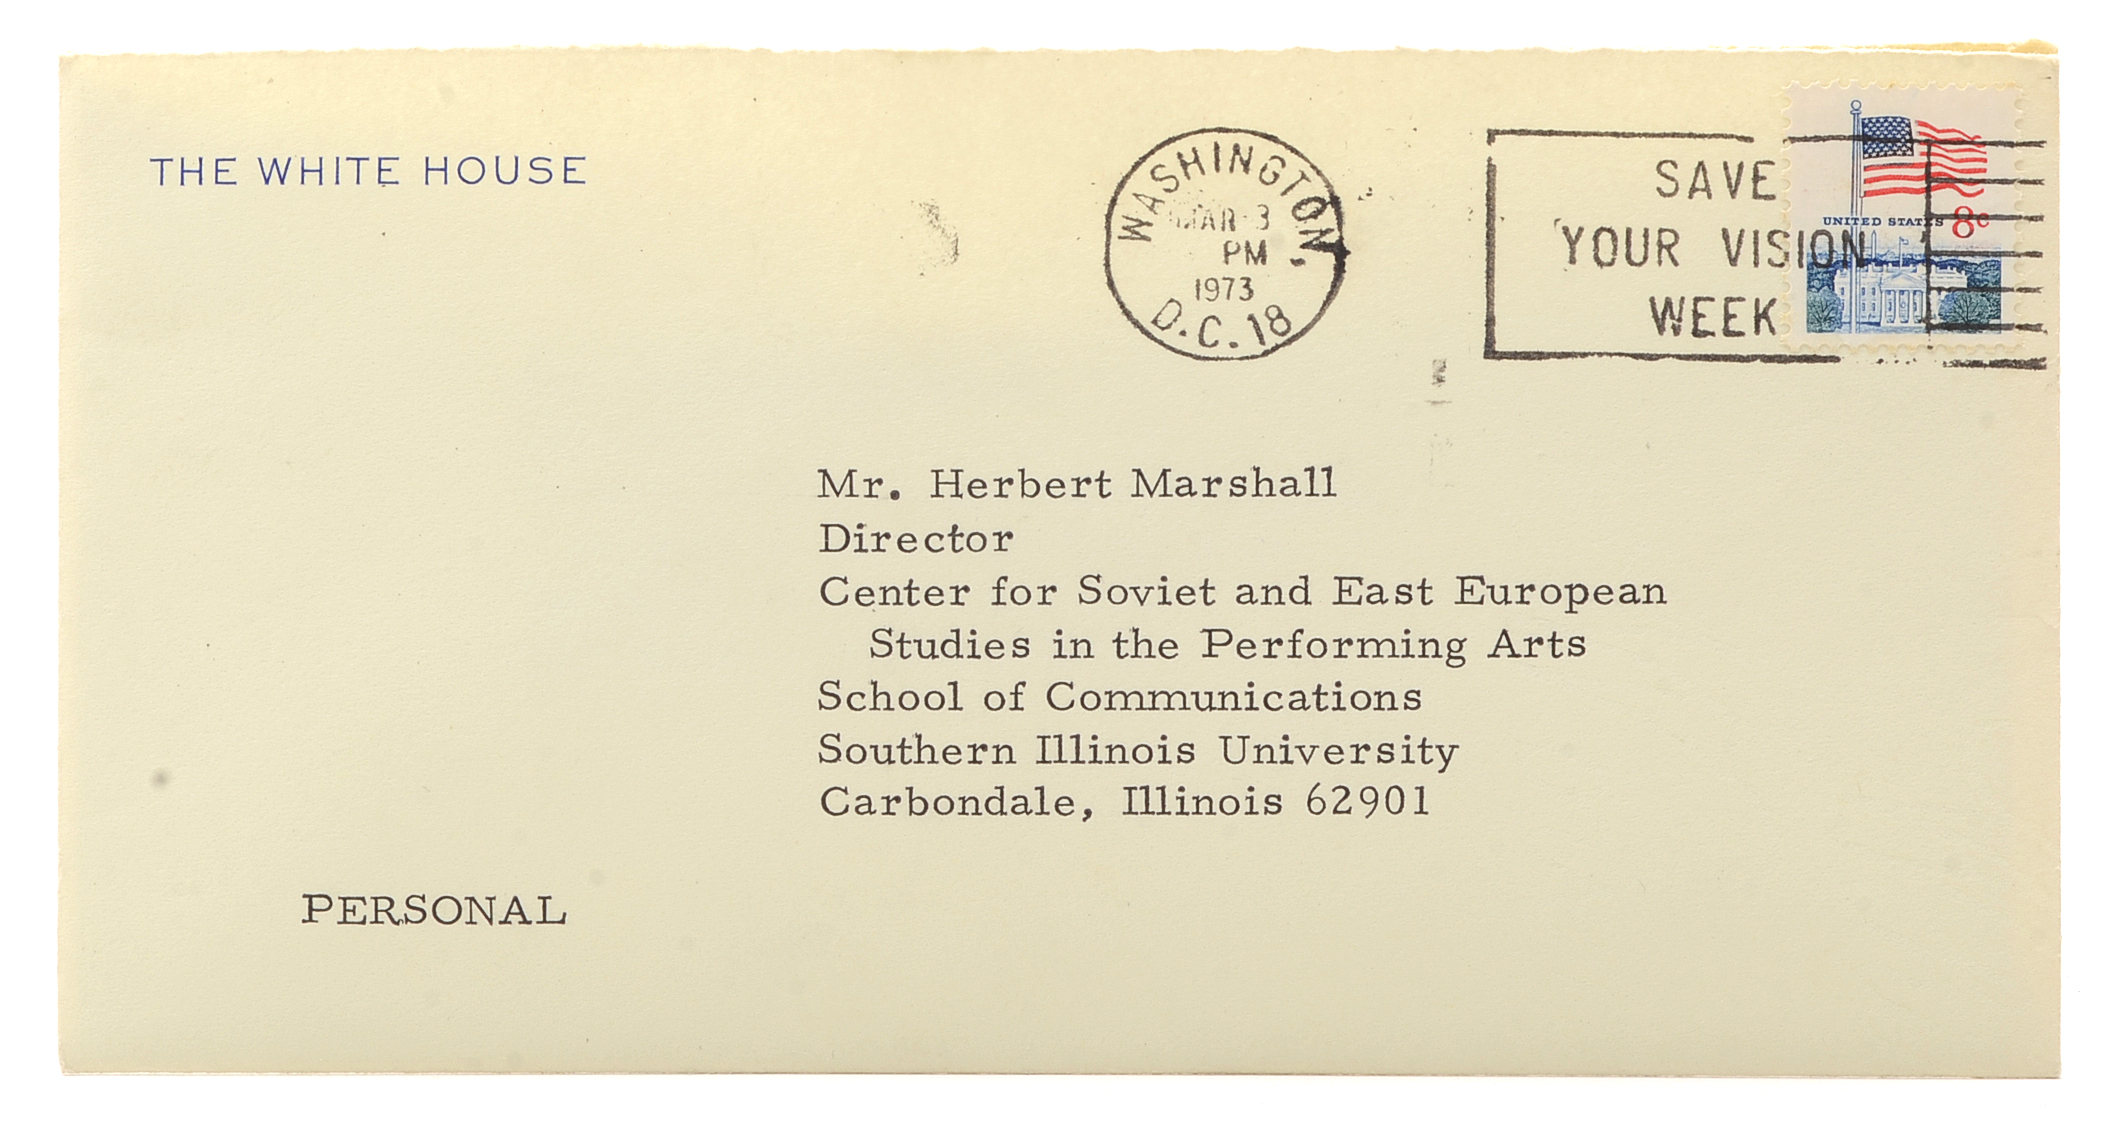 THE WHITE HOUSE
WASHINGTON,
MAR 3
PM
1973
D.C. 18
SAVE
YOUR VISION
WEEK
UNITED STATES 8c
Mr. Herbert Marshall
Director
Center for Soviet and East European
Studies in the Performing Arts
School of Communications
Southern Illinois University
Carbondale, Illinois 62901
PERSONAL